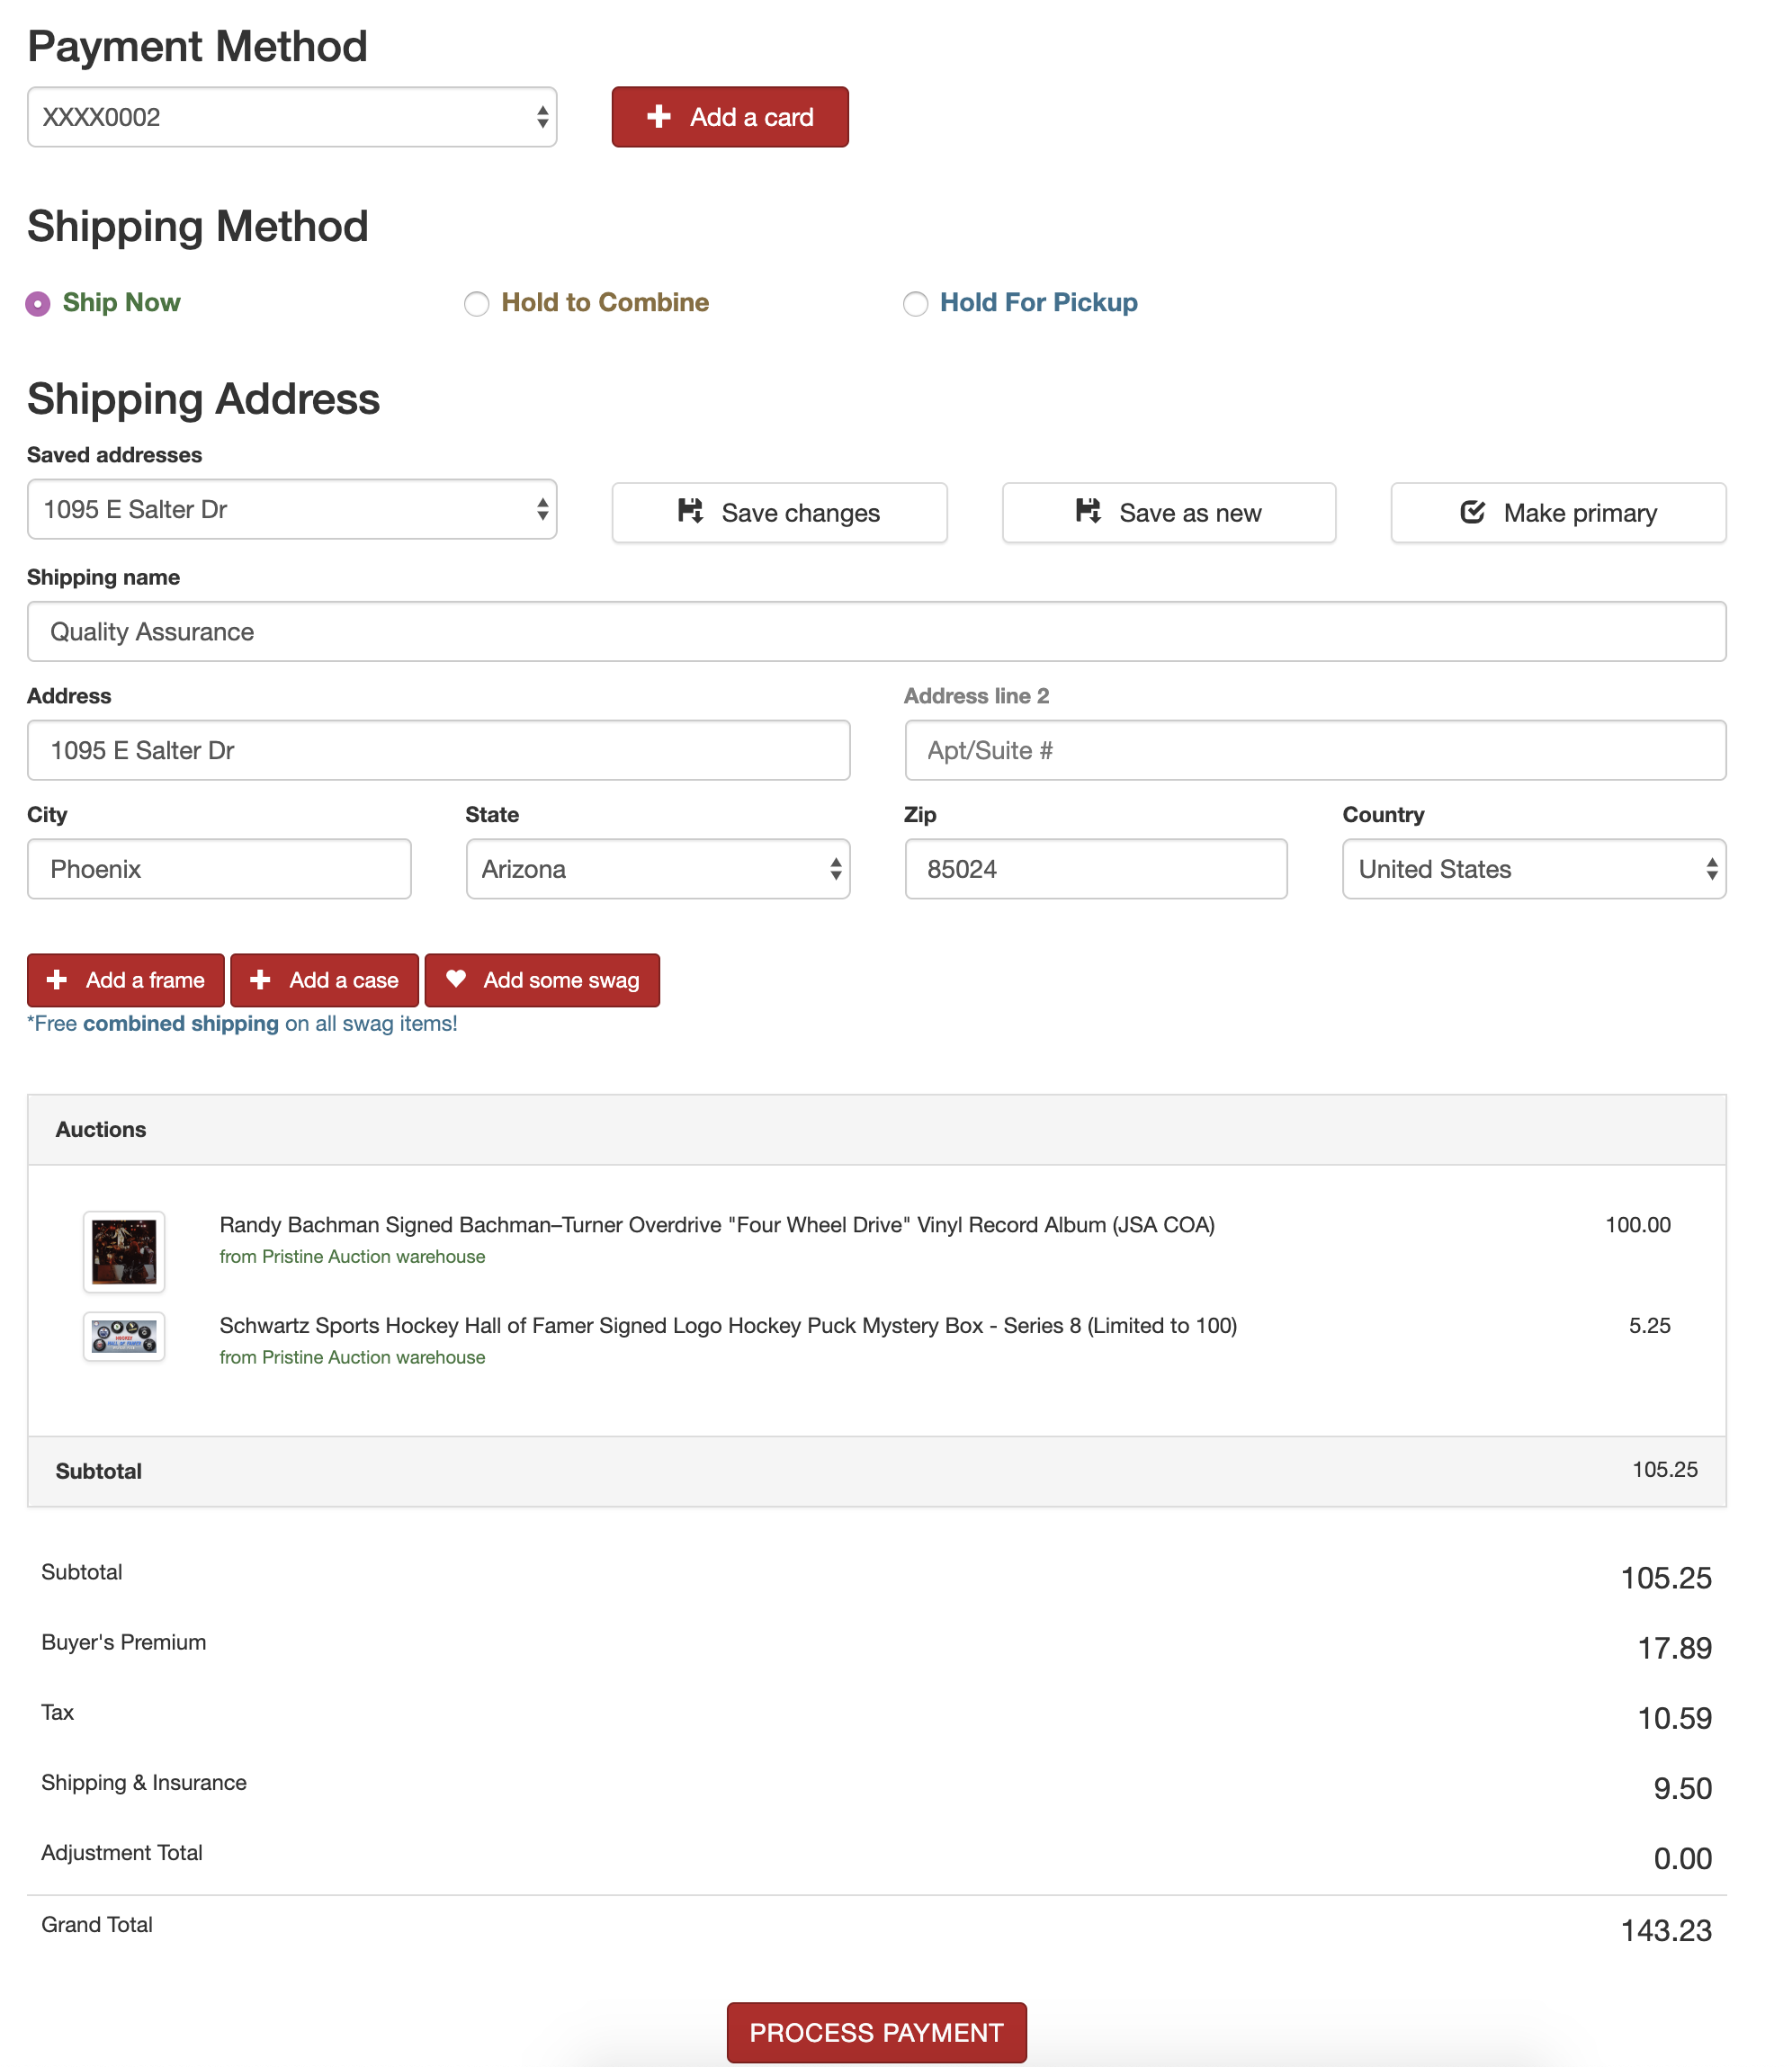 Payment Method
XXXX0002
Add a card
Shipping Method
Ship Now
Hold to Combine
Hold For Pickup
Shipping Address
Saved addresses
1095 E Salter Dr
Save changes
Save as new
Make primary
Shipping name
Quality Assurance
Address
Address line 2
1095 E Salter Dr
Apt/Suite #
City
State
Zip
Country
Phoenix
Arizona
85024
United States
Add a frame
Add a case
Add some swag
*Free combined shipping on all swag items!
Auctions
Randy Bachman Signed Bachman–Turner Overdrive "Four Wheel Drive" Vinyl Record Album (JSA COA) 100.00
from Pristine Auction warehouse
Schwartz Sports Hockey Hall of Famer Signed Logo Hockey Puck Mystery Box - Series 8 (Limited to 100) 5.25
from Pristine Auction warehouse
Subtotal 105.25
Subtotal 105.25
Buyer's Premium 17.89
Tax 10.59
Shipping & Insurance 9.50
Adjustment Total 0.00
Grand Total 143.23
PROCESS PAYMENT